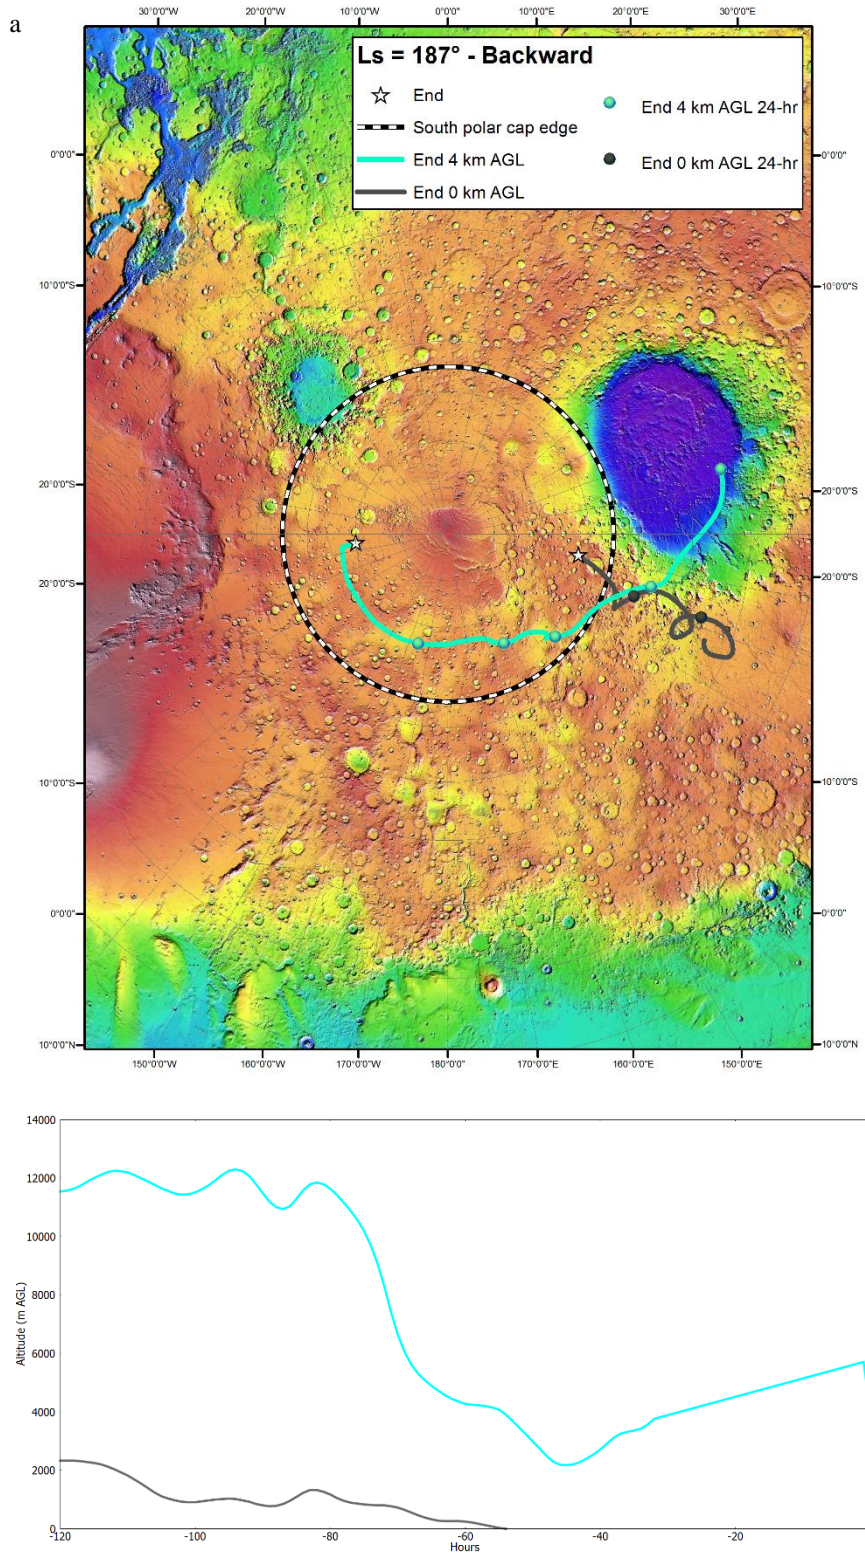 a
30°0'0"W 20°0'0"W 10°0'0"W 0°0'0" 10°0'0"E 20°0'0"E 30°0'0"E
Ls = 187° - Backward
End
South polar cap edge
End 4 km AGL
End 0 km AGL
End 4 km AGL 24-hr
End 0 km AGL 24-hr
0°0'0" 0°0'0"
10°0'0"S 10°0'0"S
20°0'0"S 20°0'0"S
20°0'0"S 20°0'0"S
10°0'0"S 10°0'0"S
0°0'0" 0°0'0"
10°0'0"N 10°0'0"N
150°0'0"W 160°0'0"W 170°0'0"W 180°0'0" 170°0'0"E 160°0'0"E 150°0'0"E
14000
12000
10000
8000
6000
4000
2000
0
Altitude (m AGL)
-120 -100 -80 -60 -40 -20
Hours